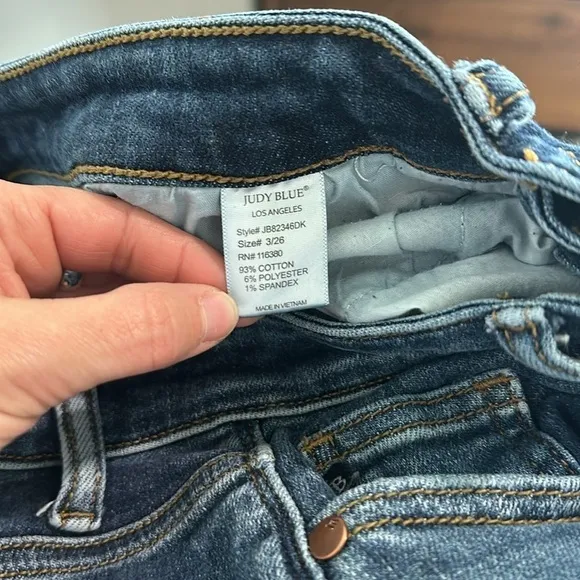 JUDY BLUE®
LOS ANGELES
Style# JB82346DK
Size# 3/26
RN# 116380
93% COTTON
6% POLYESTER
1% SPANDEX
MADE IN VIETNAM